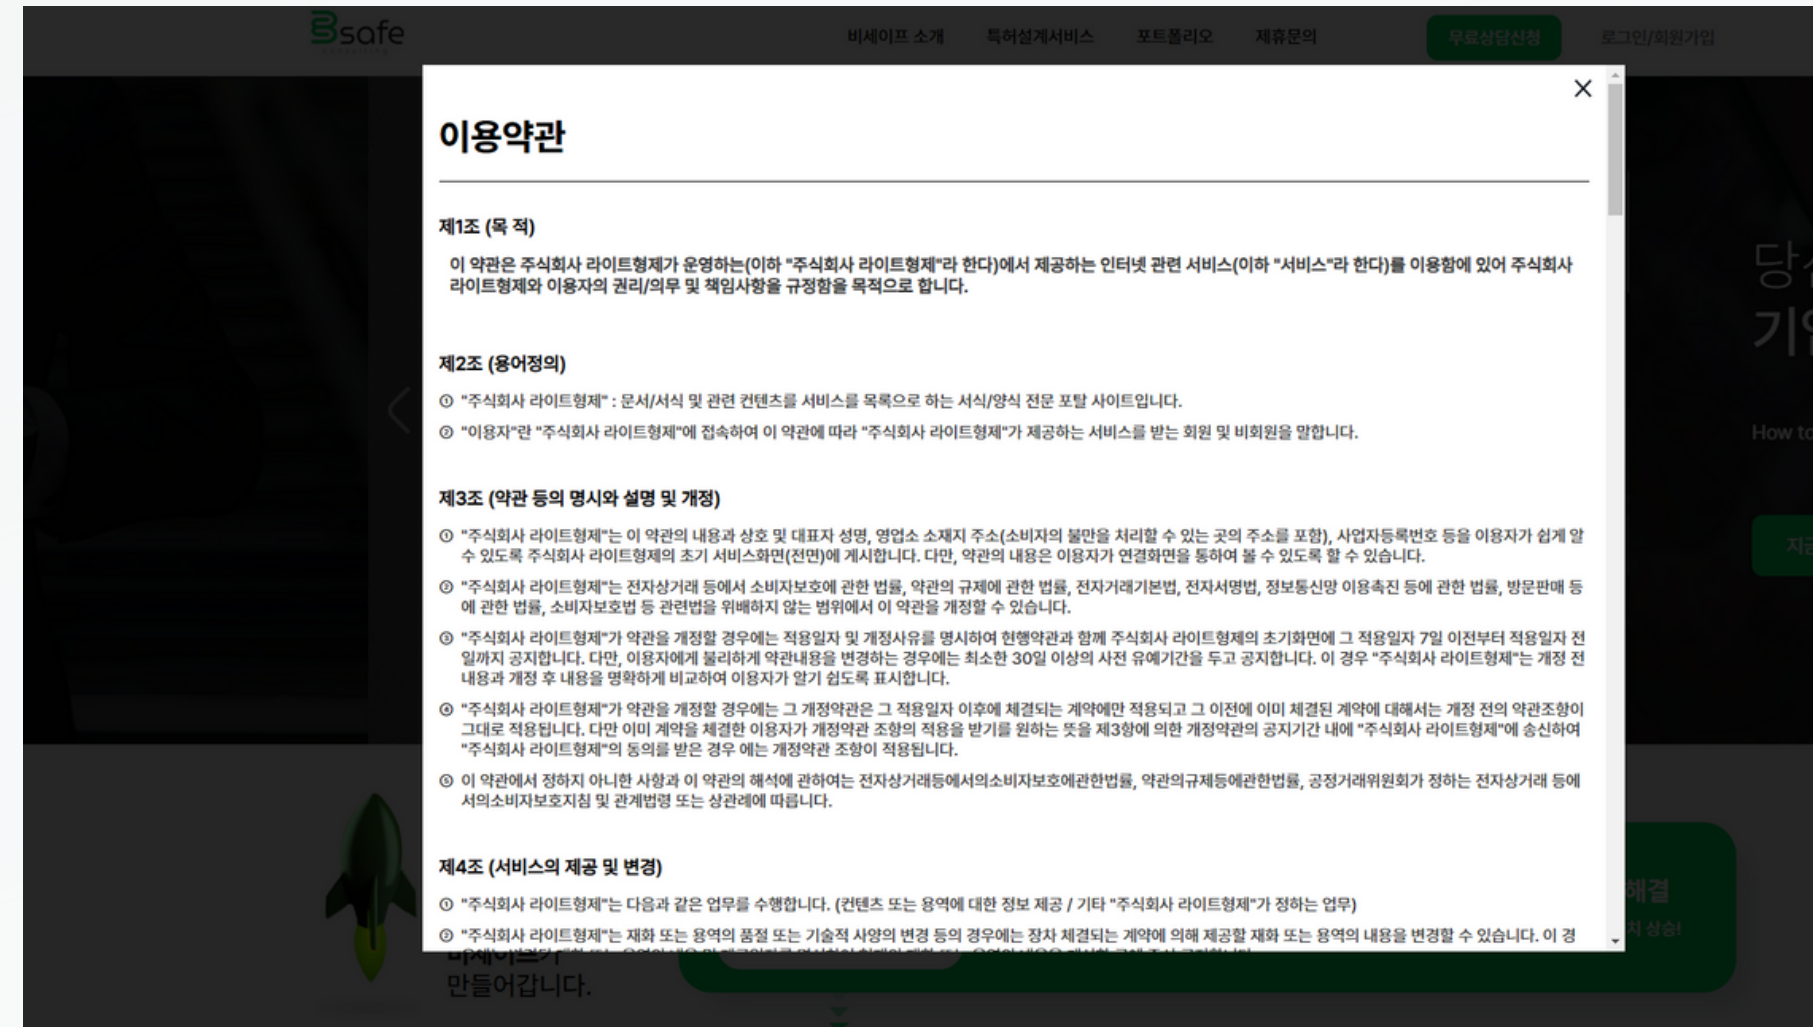 Bsafe
비세이프 소개 특허설계서비스 포트폴리오 제휴문의 무료상담신청 로그인/회원가입
이용약관
제1조 (목 적)
이 약관은 주식회사 라이트형제가 운영하는(이하 "주식회사 라이트형제"라 한다)에서 제공하는 인터넷 관련 서비스(이하 "서비스"라 한다)를 이용함에 있어 주식회사
라이트형제와 이용자의 권리/의무 및 책임사항을 규정함을 목적으로 합니다.
제2조 (용어정의)
① "주식회사 라이트형제" : 문서/서식 및 관련 컨텐츠를 서비스를 목록으로 하는 서식/양식 전문 포탈 사이트입니다.
② "이용자"란 "주식회사 라이트형제"에 접속하여 이 약관에 따라 "주식회사 라이트형제"가 제공하는 서비스를 받는 회원 및 비회원을 말합니다.
제3조 (약관 등의 명시와 설명 및 개정)
① "주식회사 라이트형제"는 이 약관의 내용과 상호 및 대표자 성명, 영업소 소재지 주소(소비자의 불만을 처리할 수 있는 곳의 주소를 포함), 사업자등록번호 등을 이용자가 쉽게 알
수 있도록 주식회사 라이트형제의 초기 서비스화면(전면)에 게시합니다. 다만, 약관의 내용은 이용자가 연결화면을 통하여 볼 수 있도록 할 수 있습니다.
② "주식회사 라이트형제"는 전자상거래 등에서 소비자보호에 관한 법률, 약관의 규제에 관한 법률, 전자거래기본법, 전자서명법, 정보통신망 이용촉진 등에 관한 법률, 방문판매 등
에 관한 법률, 소비자보호법 등 관련법을 위배하지 않는 범위에서 이 약관을 개정할 수 있습니다.
③ "주식회사 라이트형제"가 약관을 개정할 경우에는 적용일자 및 개정사유를 명시하여 현행약관과 함께 주식회사 라이트형제의 초기화면에 그 적용일자 7일 이전부터 적용일자 전
일까지 공지합니다. 다만, 이용자에게 불리하게 약관내용을 변경하는 경우에는 최소한 30일 이상의 사전 유예기간을 두고 공지합니다. 이 경우 "주식회사 라이트형제"는 개정 전
내용과 개정 후 내용을 명확하게 비교하여 이용자가 알기 쉽도록 표시합니다.
④ "주식회사 라이트형제"가 약관을 개정할 경우에는 그 개정약관은 그 적용일자 이후에 체결되는 계약에만 적용되고 그 이전에 이미 체결된 계약에 대해서는 개정 전의 약관조항이
그대로 적용됩니다. 다만 이미 계약을 체결한 이용자가 개정약관 조항의 적용을 받기를 원하는 뜻을 제3항에 의한 개정약관의 공지기간 내에 "주식회사 라이트형제"에 송신하여
"주식회사 라이트형제"의 동의를 받은 경우 에는 개정약관 조항이 적용됩니다.
⑤ 이 약관에서 정하지 아니한 사항과 이 약관의 해석에 관하여는 전자상거래등에서의소비자보호에관한법률, 약관의규제등에관한법률, 공정거래위원회가 정하는 전자상거래 등에
서의소비자보호지침 및 관계법령 또는 상관례에 따릅니다.
제4조 (서비스의 제공 및 변경)
① "주식회사 라이트형제"는 다음과 같은 업무를 수행합니다. (컨텐츠 또는 용역에 대한 정보 제공 / 기타 "주식회사 라이트형제"가 정하는 업무)
② "주식회사 라이트형제"는 재화 또는 용역의 품절 또는 기술적 사양의 변경 등의 경우에는 장차 체결되는 계약에 의해 제공할 재화 또는 용역의 내용을 변경할 수 있습니다. 이 경
How to
해결
상승!
만들어갑니다.